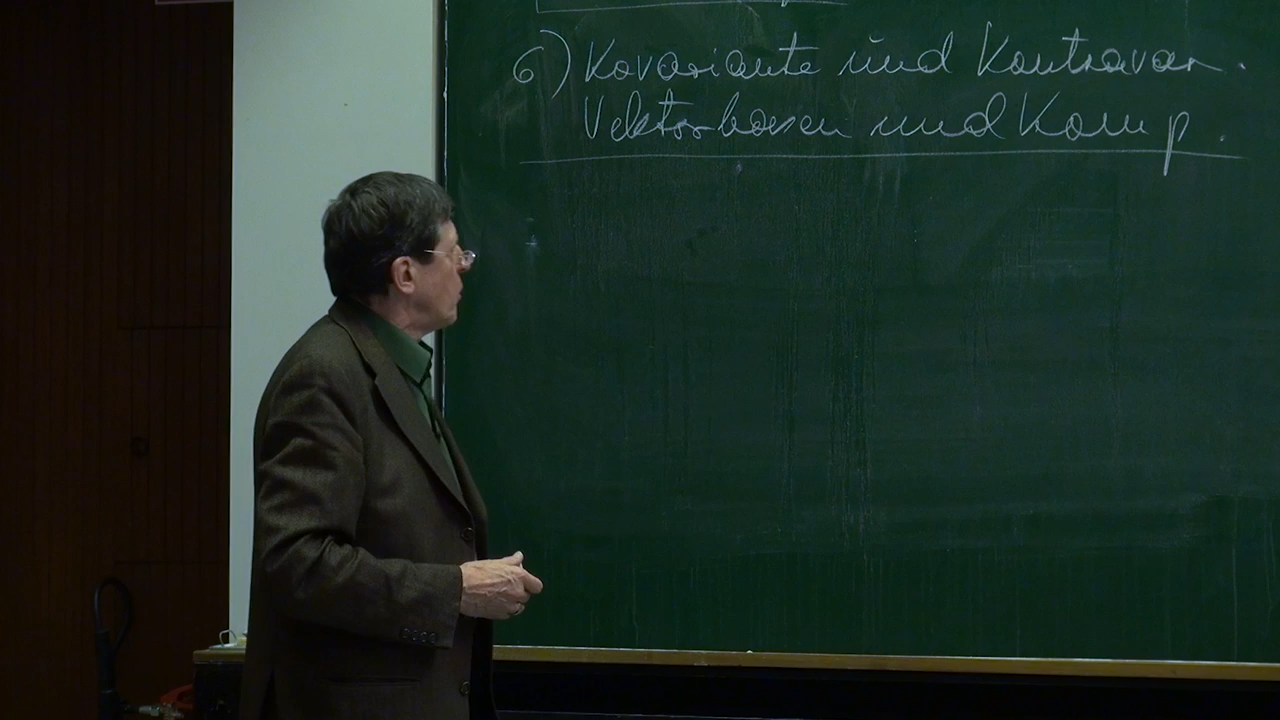 6) Kovariante und Kontravar.
Vektorbasen und Komp.